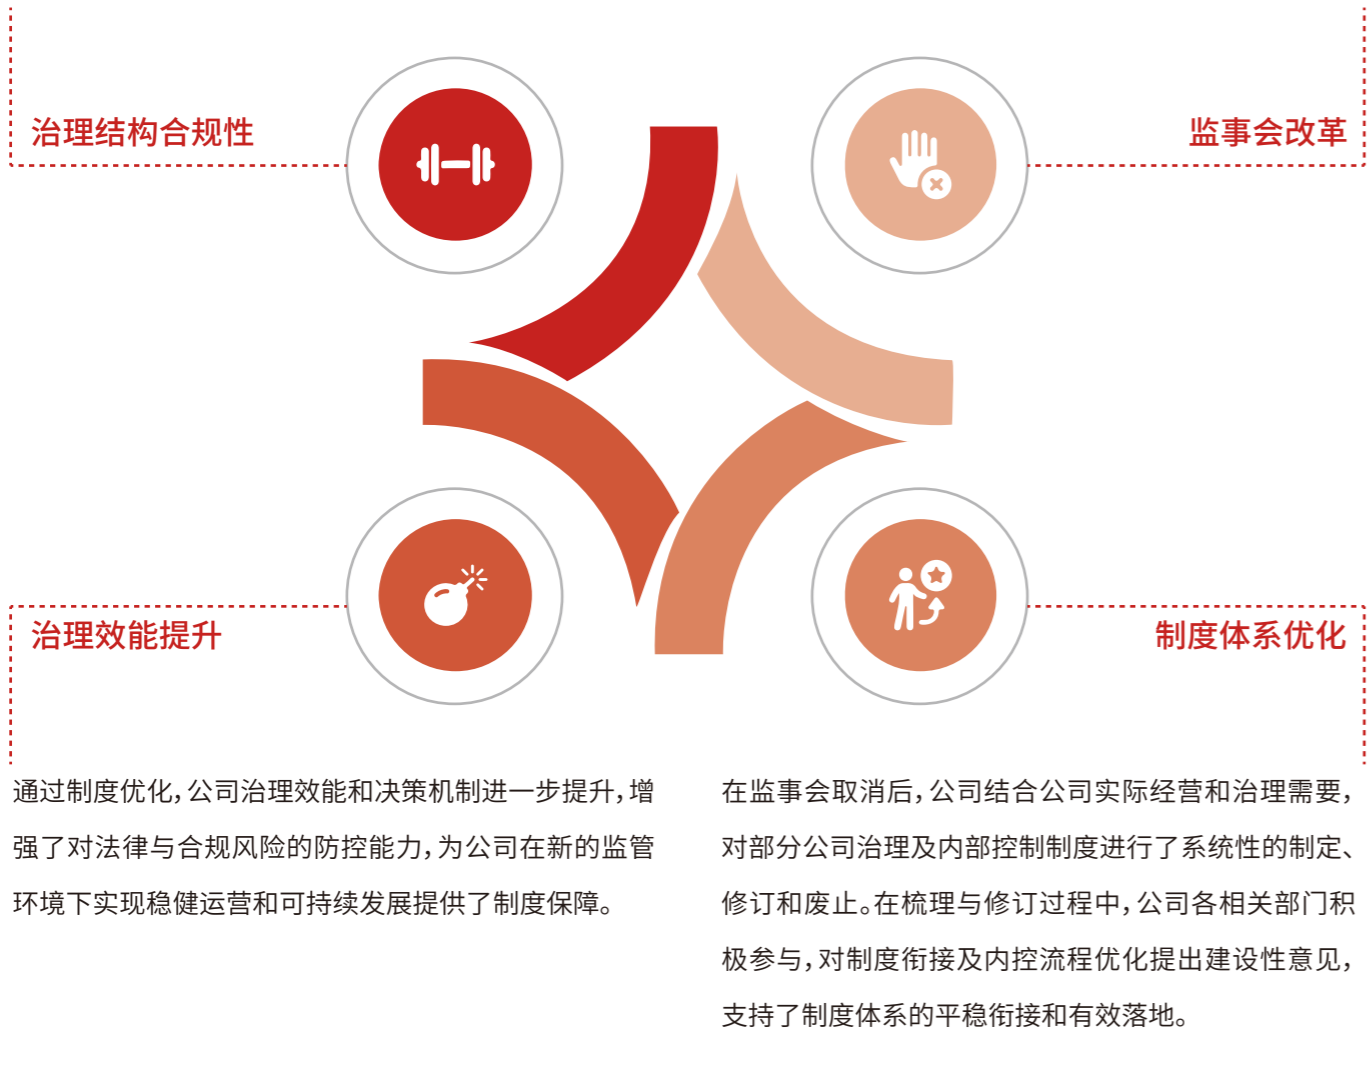 治理结构合规性
监事会改革
治理效能提升
制度体系优化
通过制度优化，公司治理效能和决策机制进一步提升，增
强了对法律与合规风险的防控能力，为公司在新的监管
环境下实现稳健运营和可持续发展提供了制度保障。
在监事会取消后，公司结合公司实际经营和治理需要，
对部分公司治理及内部控制制度进行了系统性的制定、
修订和废止。在梳理与修订过程中，公司各相关部门积
极参与，对制度衔接及内控流程优化提出建设性意见，
支持了制度体系的平稳衔接和有效落地。